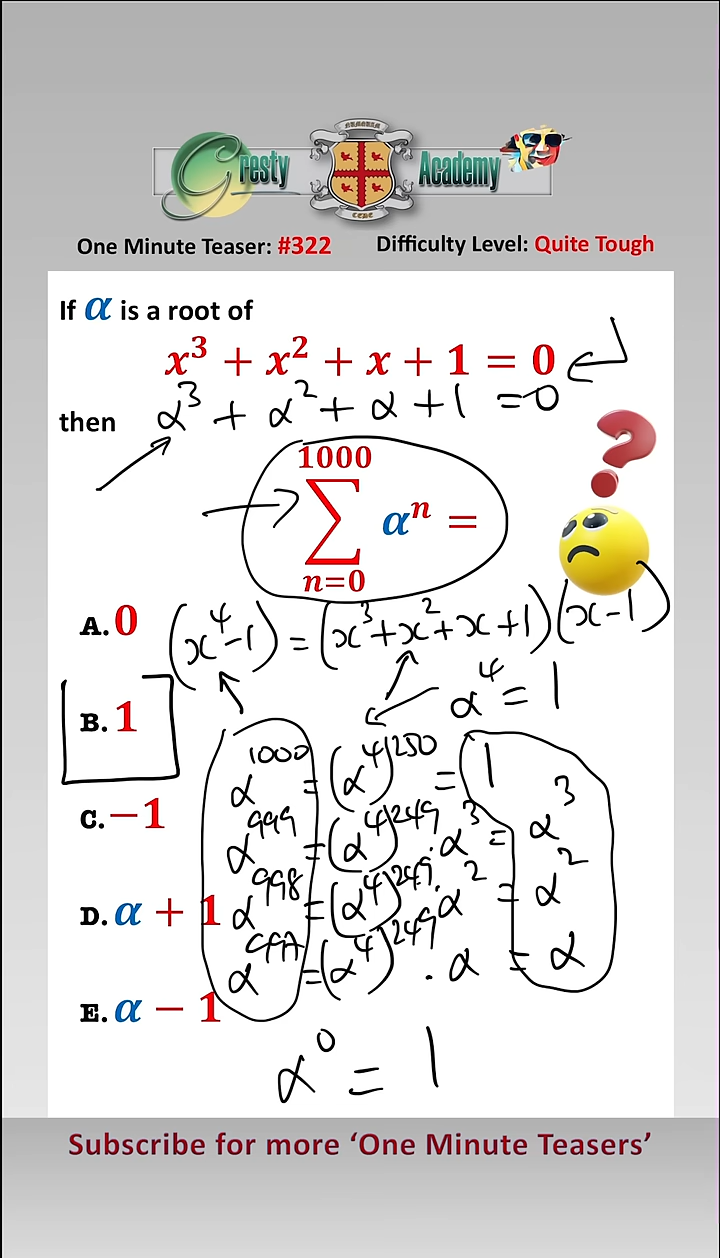 NUMORUM
Cresty Academy
CEDE
One Minute Teaser: #322 Difficulty Level: Quite Tough
If α is a root of
x³ + x² + x + 1 = 0
then α³ + α² + α + 1 = 0
1000
∑ αⁿ =
n=0
A. 0 (x⁴-1) = (x³+x²+x+1)(x-1)
α⁴ = 1
B. 1
α¹⁰⁰⁰ = (α⁴)²⁵⁰ = 1
C. −1
α⁹⁹⁹ = (α⁴)²⁴⁹ . α³ = α³
D. α + 1
α⁹⁹⁸ = (α⁴)²⁴⁹ . α² = α²
α⁹⁹⁷ = (α⁴)²⁴⁹ . α = α
E. α − 1
α⁰ = 1
Subscribe for more ‘One Minute Teasers’